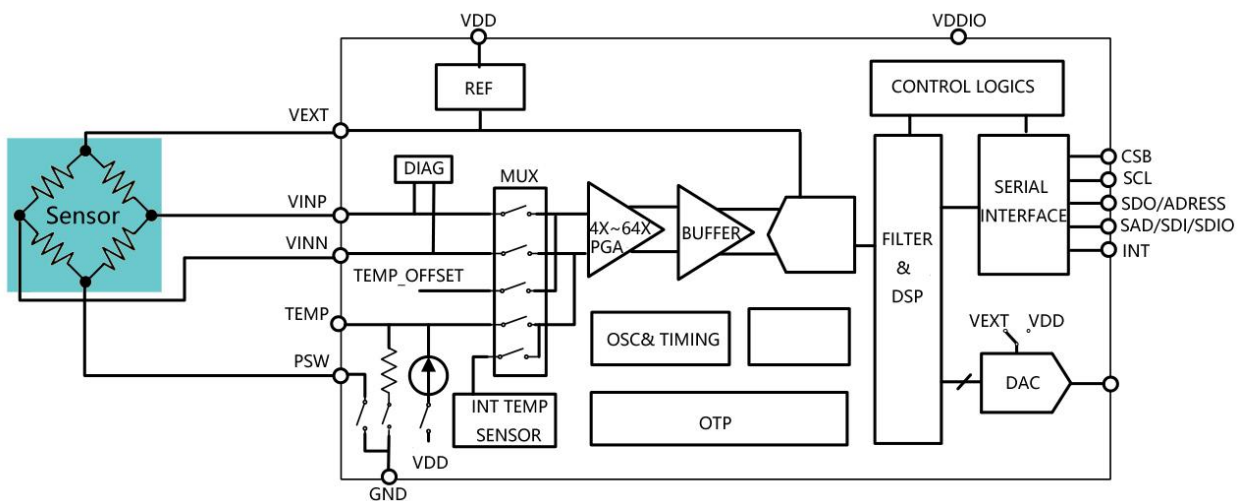 VDD
VDDIO
REF
CONTROL LOGICS
VEXT
DIAG
MUX
CSB
SCL
SERIAL
INTERFACE
SDO/ADRESS
SAD/SDI/SDIO
INT
Sensor
VINP
VINN
4X~64X
PGA
BUFFER
FILTER
&
DSP
TEMP_OFFSET
TEMP
OSC& TIMING
VEXT
VDD
PSW
DAC
INT TEMP
SENSOR
OTP
VDD
GND